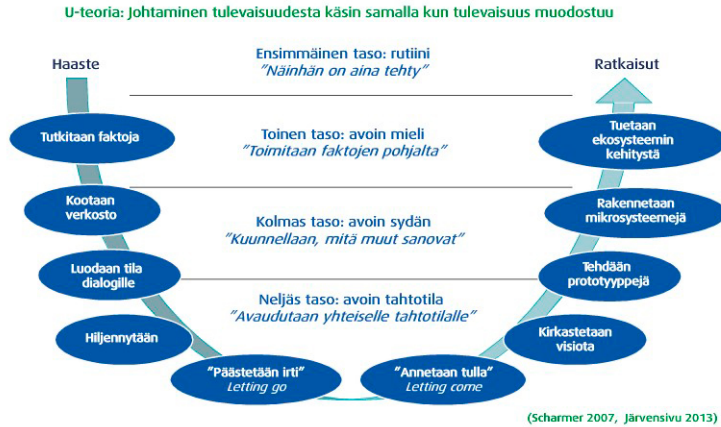 U-teoria: Johtaminen tulevaisuudesta käsin samalla kun tulevaisuus muodostuu
Haaste
Ensimmäinen taso: rutiini
"Näinhän on aina tehty"
Ratkaisut
Tutkitaan faktoja
Toinen taso: avoin mieli
"Toimitaan faktojen pohjalta"
Tuetaan
ekosysteemin
kehitystä
Kootaan
verkosto
Kolmas taso: avoin sydän
"Kuunnellaan, mitä muut sanovat"
Rakennetaan
mikrosysteemejä
Luodaan tila
dialogille
Neljäs taso: avoin tahtotila
"Avaudutaan yhteiselle tahtotilalle"
Tehdään
prototyyppejä
Hiljennytään
Kirkastetaan
visiota
"Päästetään irti"
Letting go
"Annetaan tulla"
Letting come
(Scharmer 2007, Järvensivu 2013)